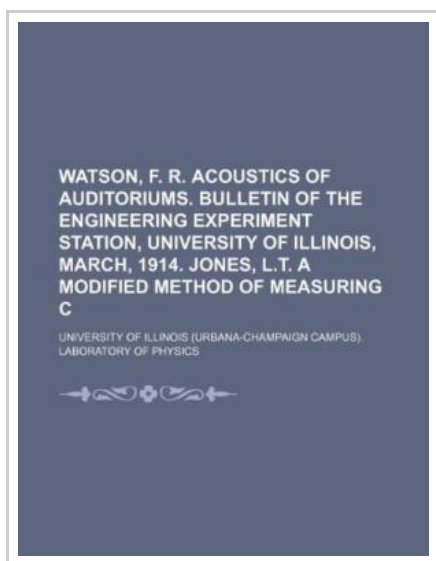 WATSON, F. R. ACOUSTICS OF
AUDITORIUMS. BULLETIN OF THE
ENGINEERING EXPERIMENT
STATION, UNIVERSITY OF ILLINOIS,
MARCH, 1914. JONES, L.T. A
MODIFIED METHOD OF MEASURING
C
UNIVERSITY OF ILLINOIS (URBANA-CHAMPAIGN CAMPUS).
LABORATORY OF PHYSICS